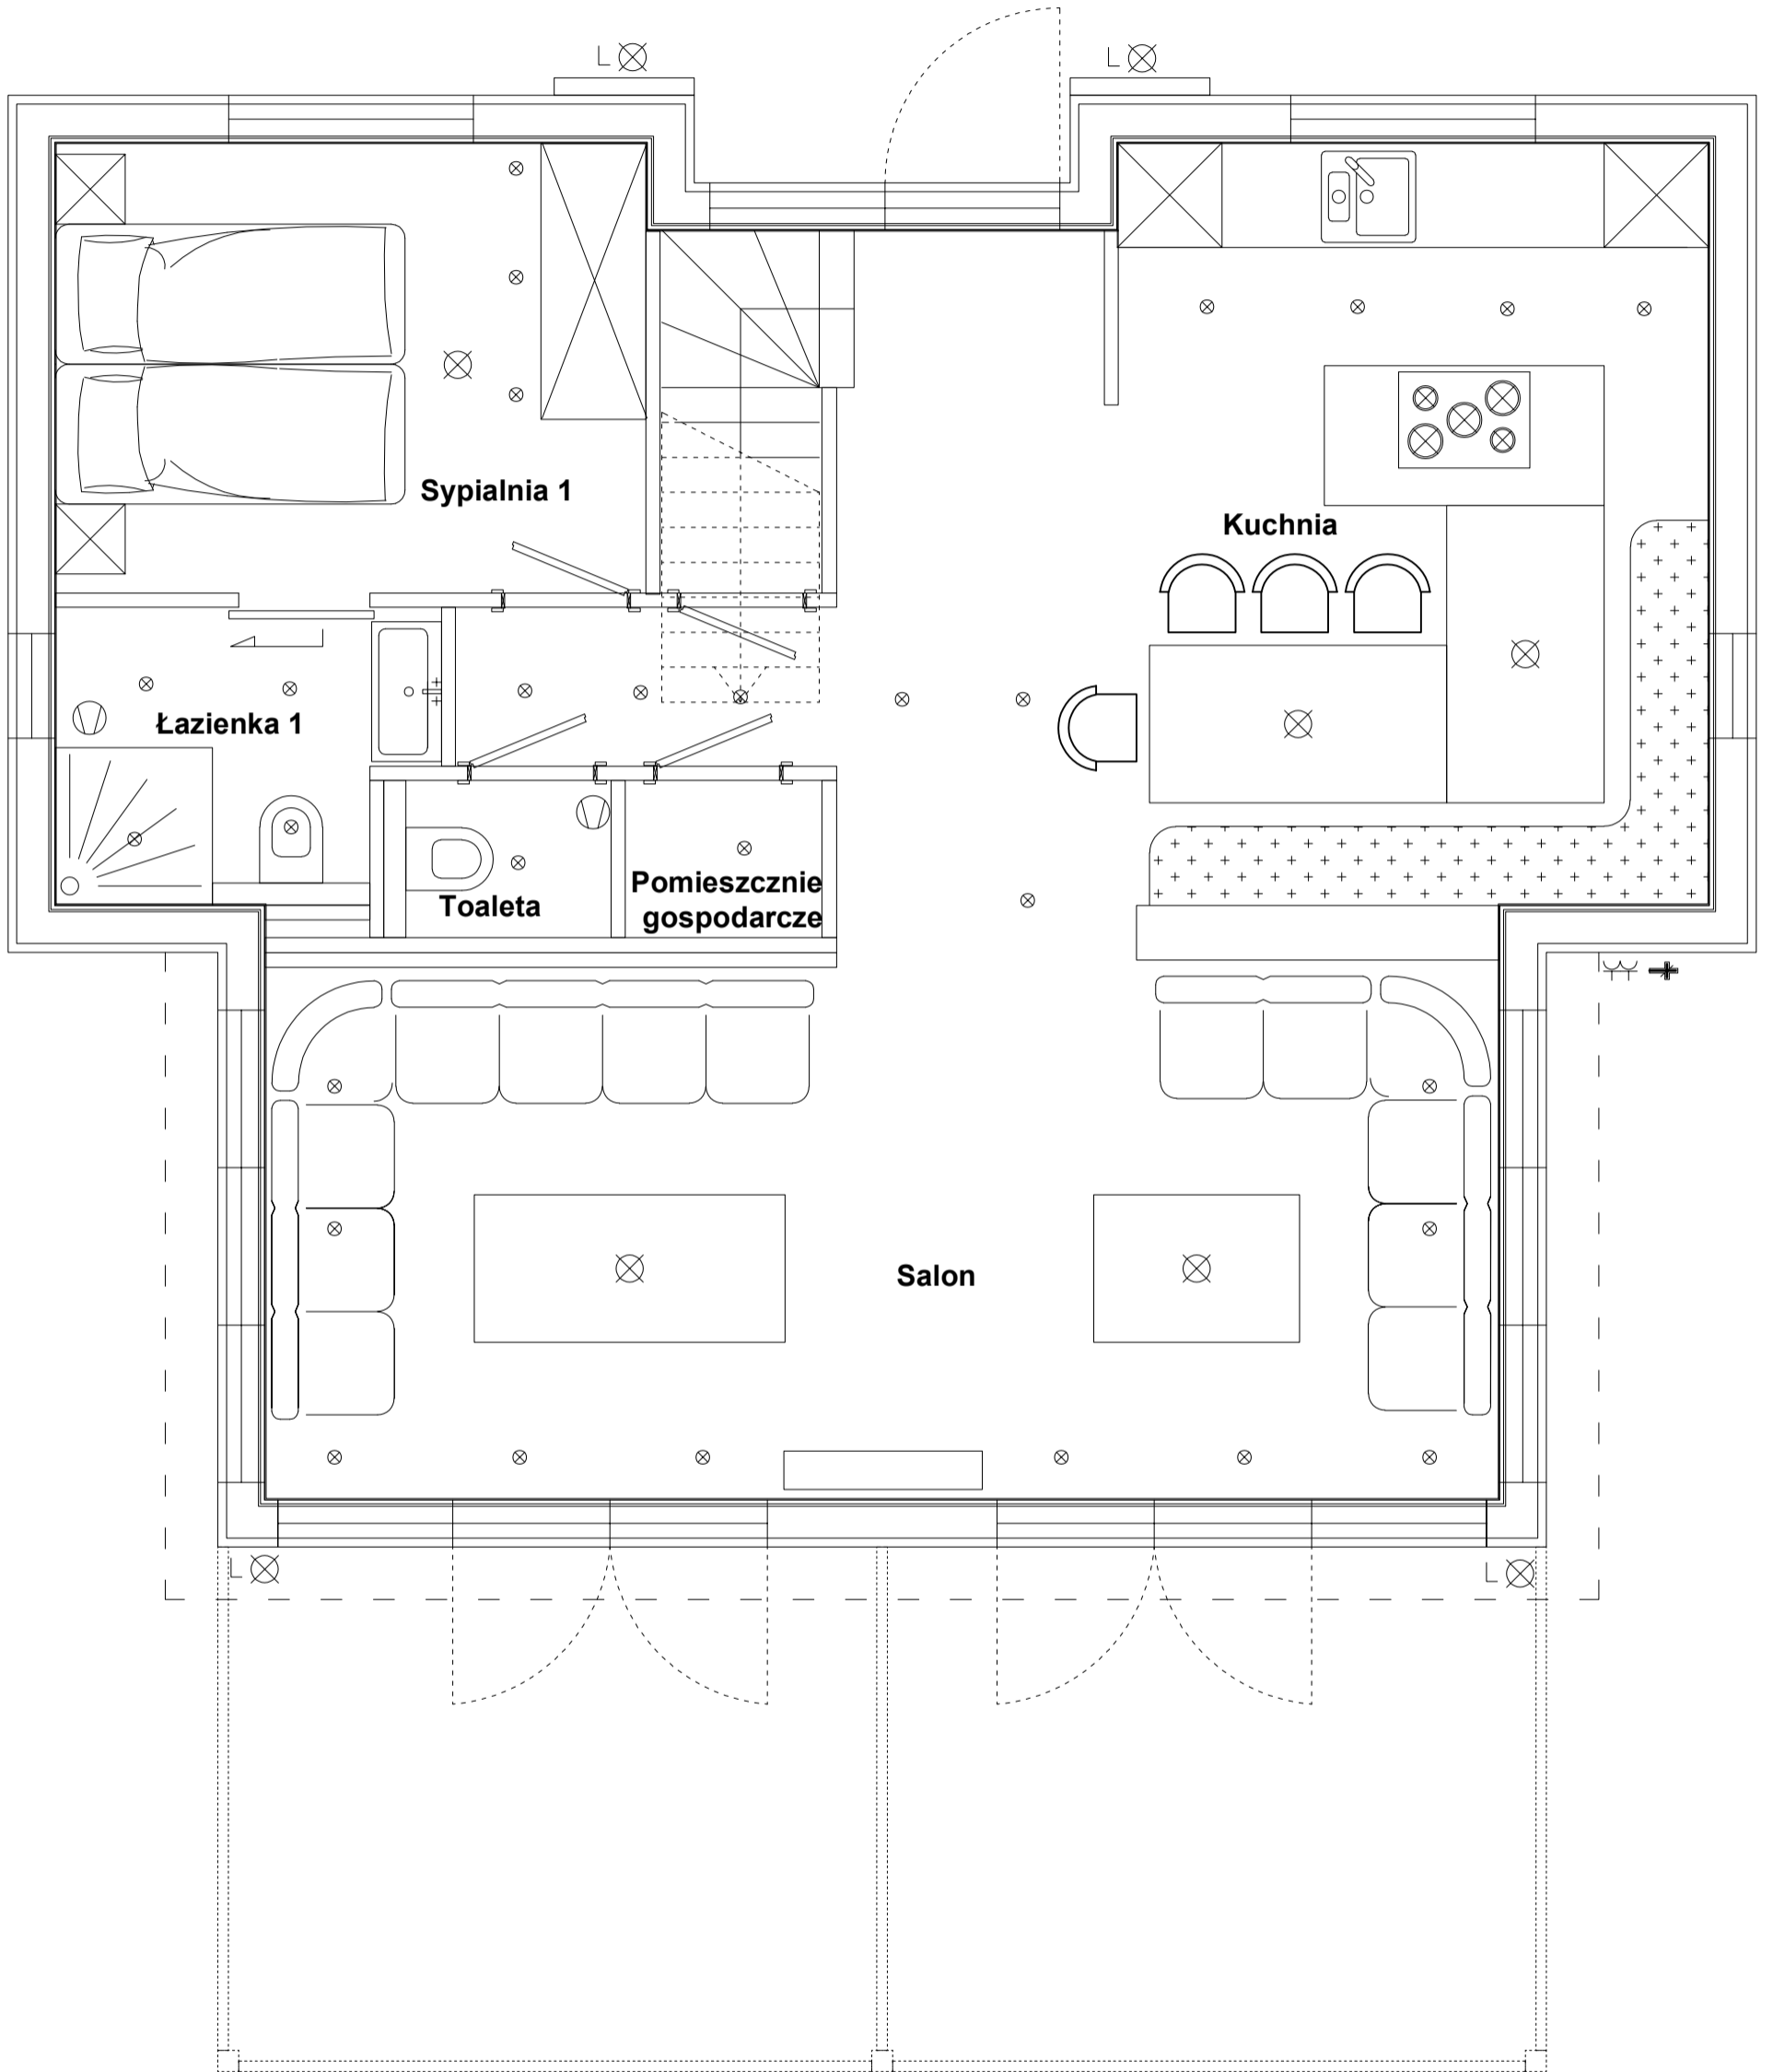 L
L
Sypialnia 1
Kuchnia
Łazienka 1
Pomieszcznie
gospodarcze
Toaleta
Salon
L
L